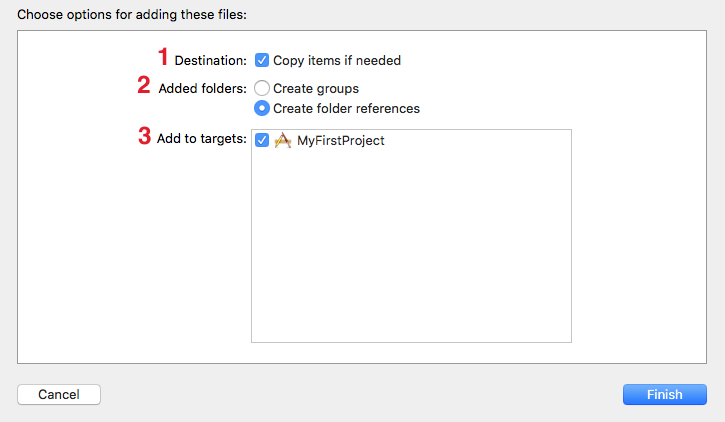 Choose options for adding these files:
1 Destination: Copy items if needed
2 Added folders: Create groups
Create folder references
3 Add to targets: MyFirstProject
Cancel Finish